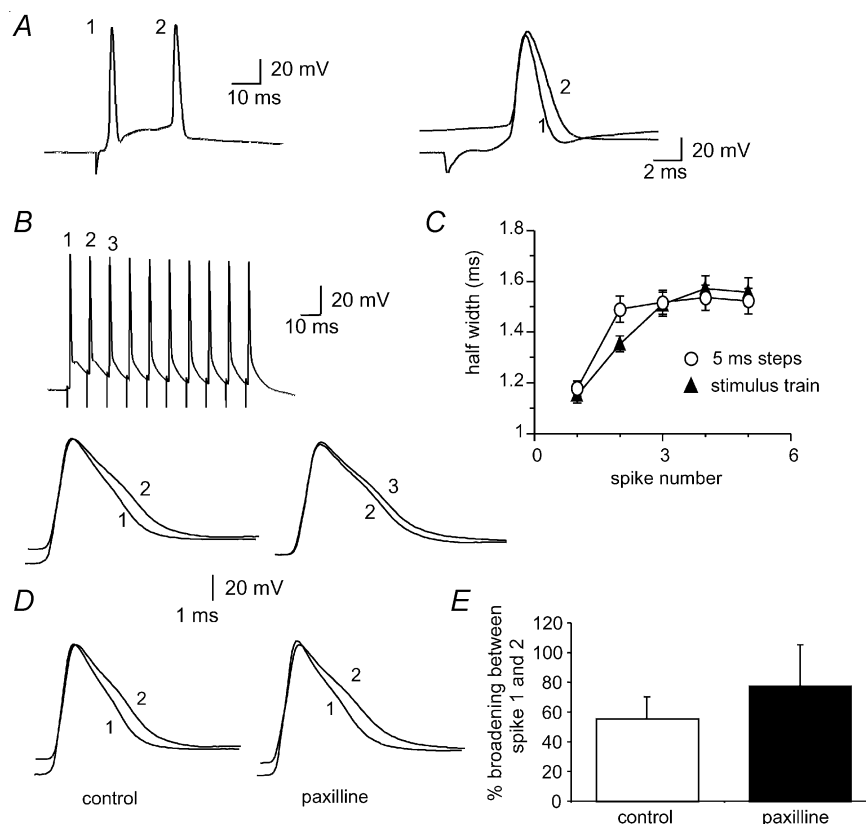 A
1 2
20 mV
10 ms
2
1
20 mV
2 ms
B
1 2 3
20 mV
10 ms
2
1
3
2
20 mV
1 ms
C
1.8
1.6
1.4
1.2
1
half width (ms)
5 ms steps
stimulus train
0 3 6
spike number
D
2
1
control
2
1
paxilline
E
% broadening between
spike 1 and 2
120
100
80
60
40
20
0
control paxilline